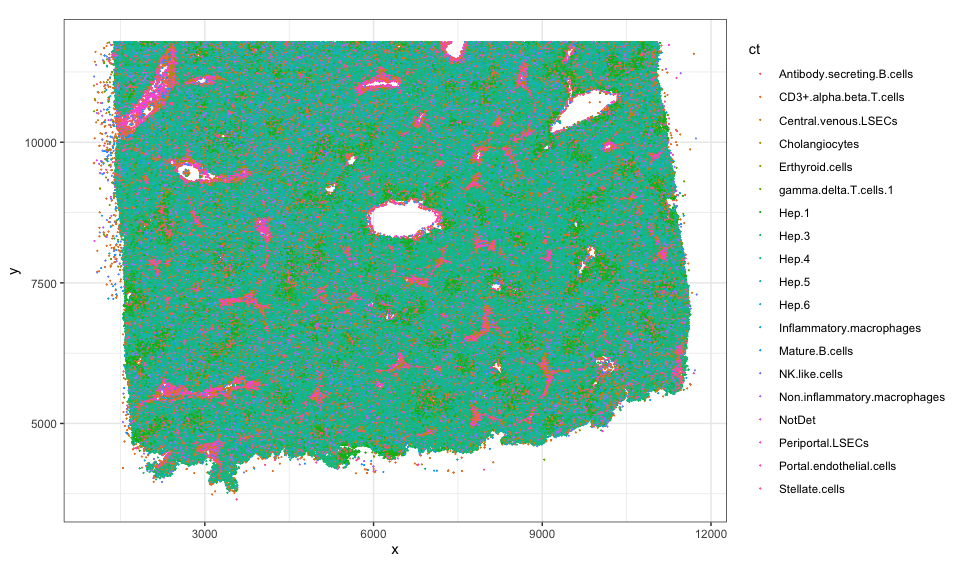 10000
7500
5000
y
3000
6000
9000
12000
x
ct
Antibody.secreting.B.cells
CD3+.alpha.beta.T.cells
Central.venous.LSECs
Cholangiocytes
Erthyroid.cells
gamma.delta.T.cells.1
Hep.1
Hep.3
Hep.4
Hep.5
Hep.6
Inflammatory.macrophages
Mature.B.cells
NK.like.cells
Non.inflammatory.macrophages
NotDet
Periportal.LSECs
Portal.endothelial.cells
Stellate.cells